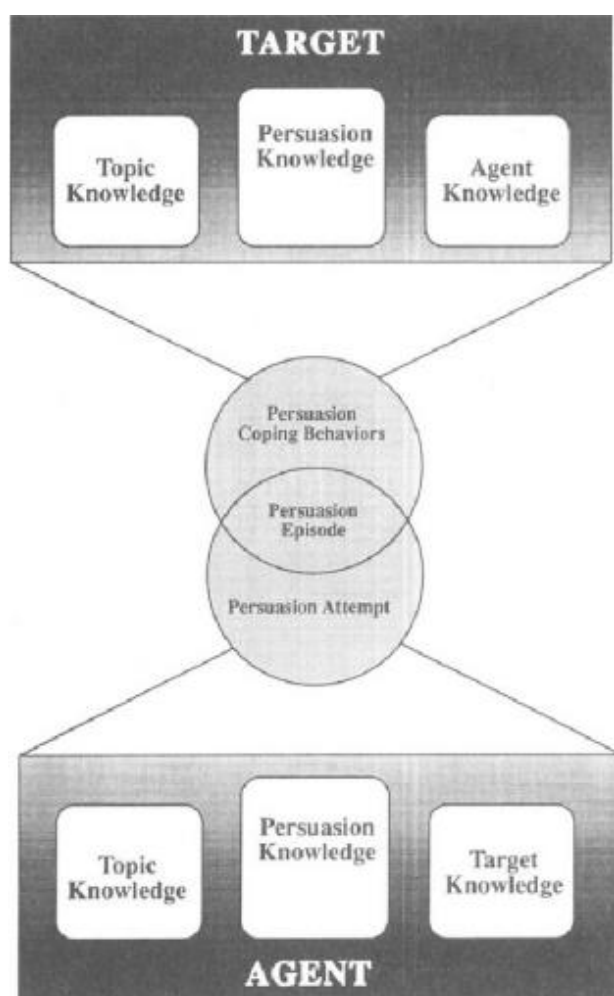 TARGET
Topic
Knowledge
Persuasion
Knowledge
Agent
Knowledge
Persuasion
Coping Behaviors
Persuasion
Episode
Persuasion Attempt
Topic
Knowledge
Persuasion
Knowledge
Target
Knowledge
AGENT